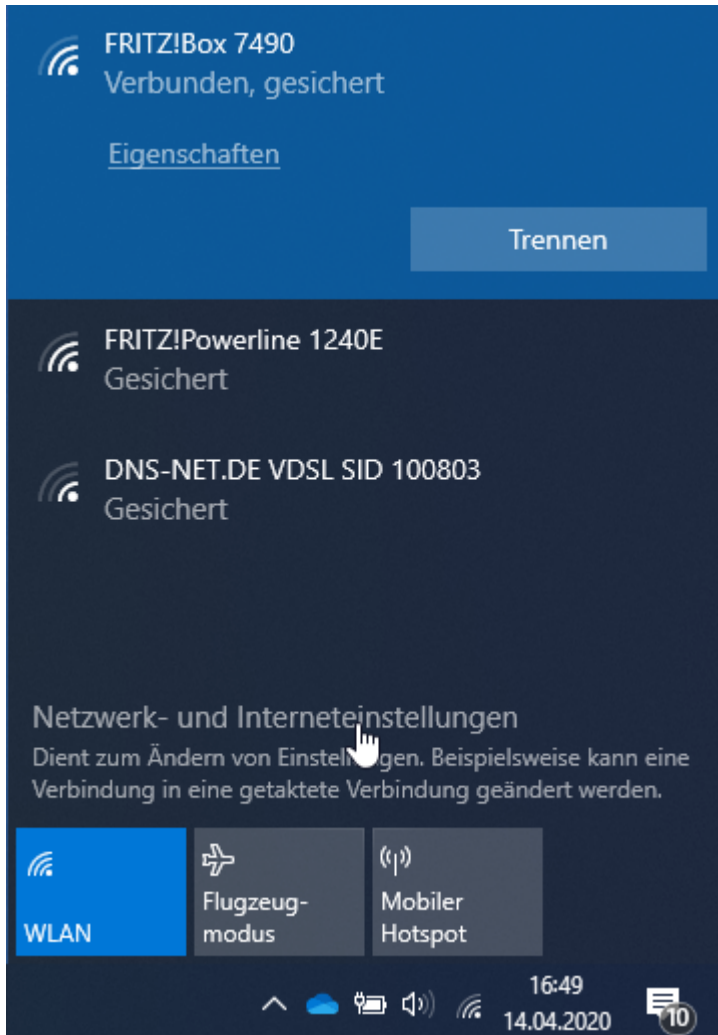 FRITZ!Box 7490
Verbunden, gesichert
Eigenschaften
Trennen
FRITZ!Powerline 1240E
Gesichert
DNS-NET.DE VDSL SID 100803
Gesichert
Netzwerk- und Interneteinstellungen
Dient zum Ändern von Einstellungen. Beispielsweise kann eine
Verbindung in eine getaktete Verbindung geändert werden.
WLAN
Flugzeug-
modus
Mobiler
Hotspot
16:49
14.04.2020
10